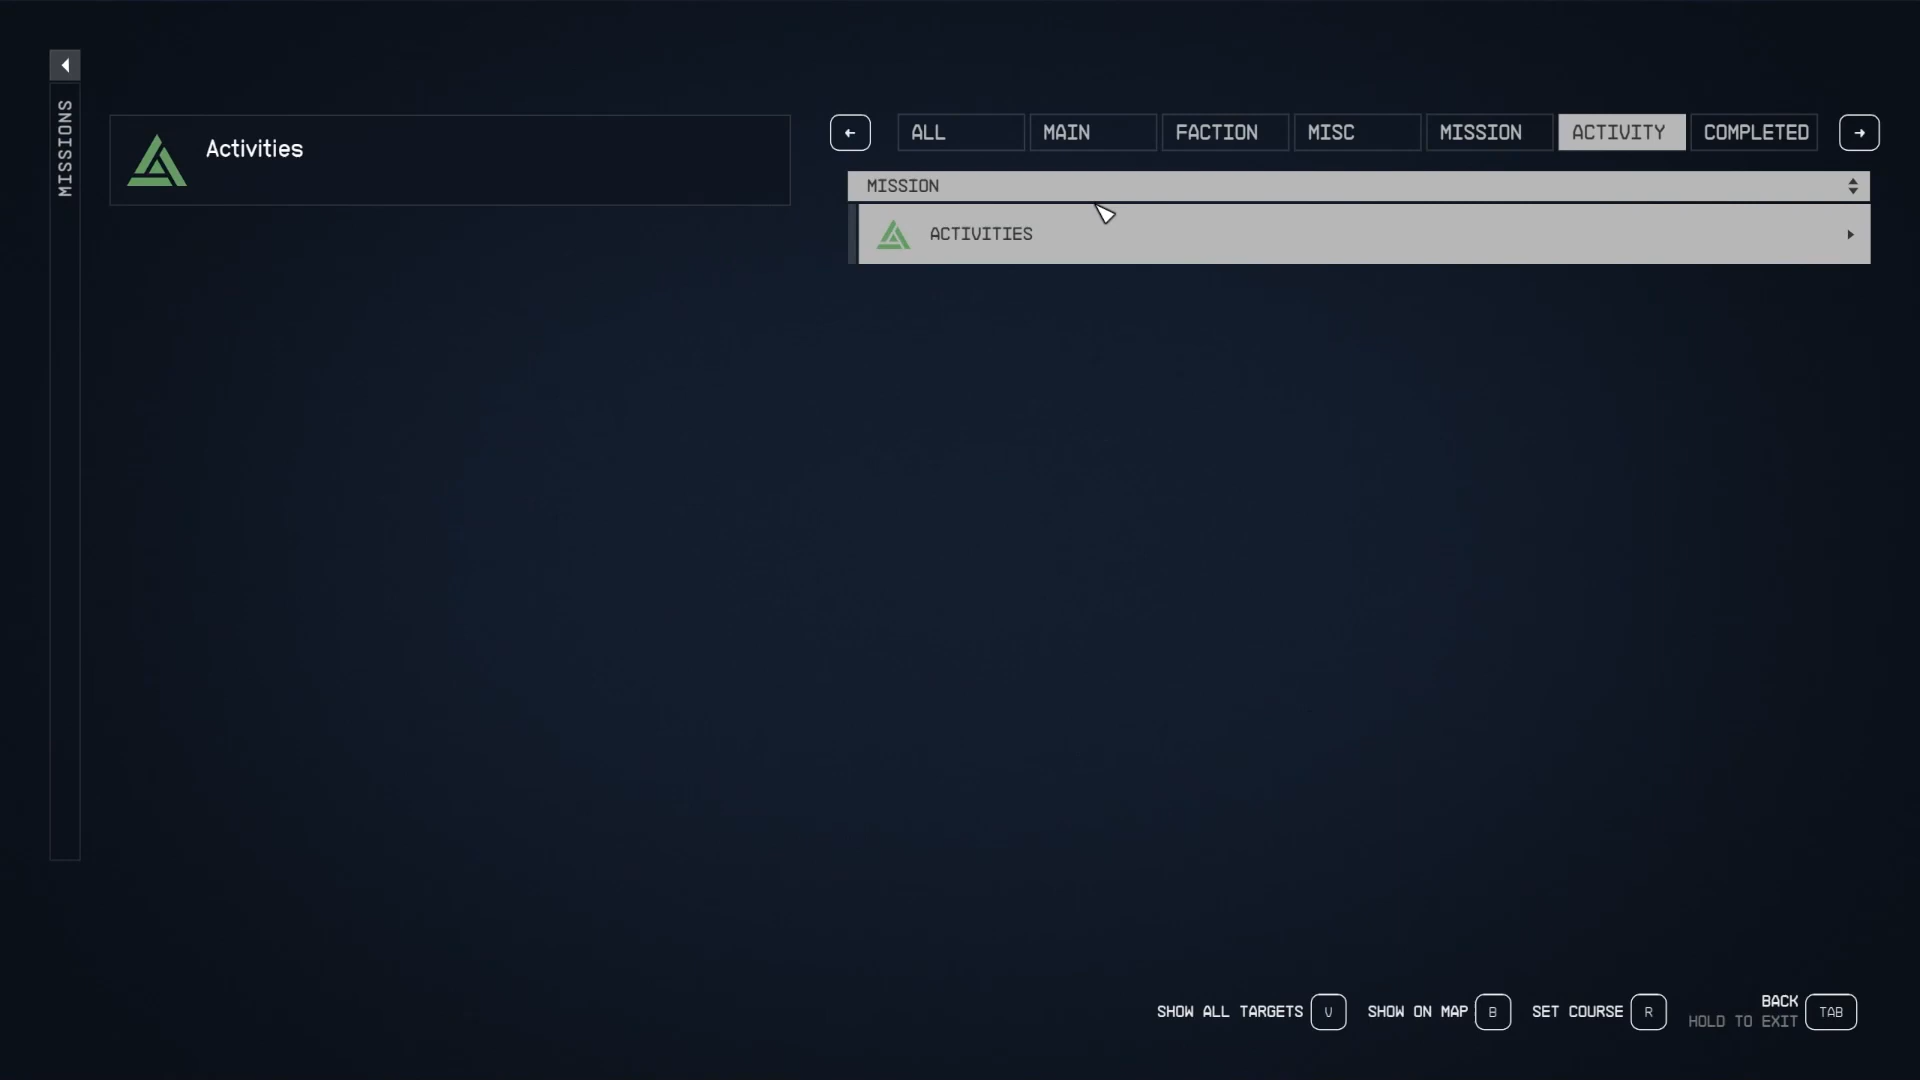 MISSIONS
Activities
ALL MAIN FACTION MISC MISSION ACTIVITY COMPLETED
MISSION
ACTIVITIES
SHOW ALL TARGETS V SHOW ON MAP B SET COURSE R BACK TAB
HOLD TO EXIT